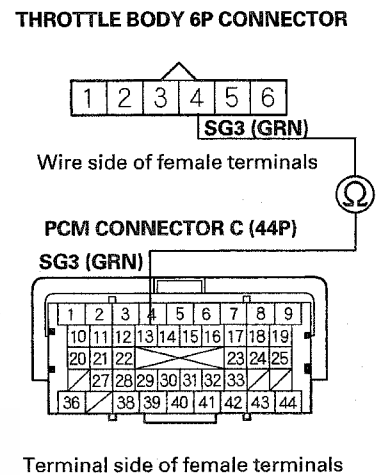 THROTTLE BODY 6P CONNECTOR
1 2 3 4 5 6
SG3 (GRN)
Wire side of female terminals
Ω
PCM CONNECTOR C (44P)
SG3 (GRN)
1 2 3 4 5 6 7 8 9
10 11 12 13 14 15 16 17 18 19
20 21 22 23 24 25
27 28 29 30 31 32 33
36 38 39 40 41 42 43 44
Terminal side of female terminals